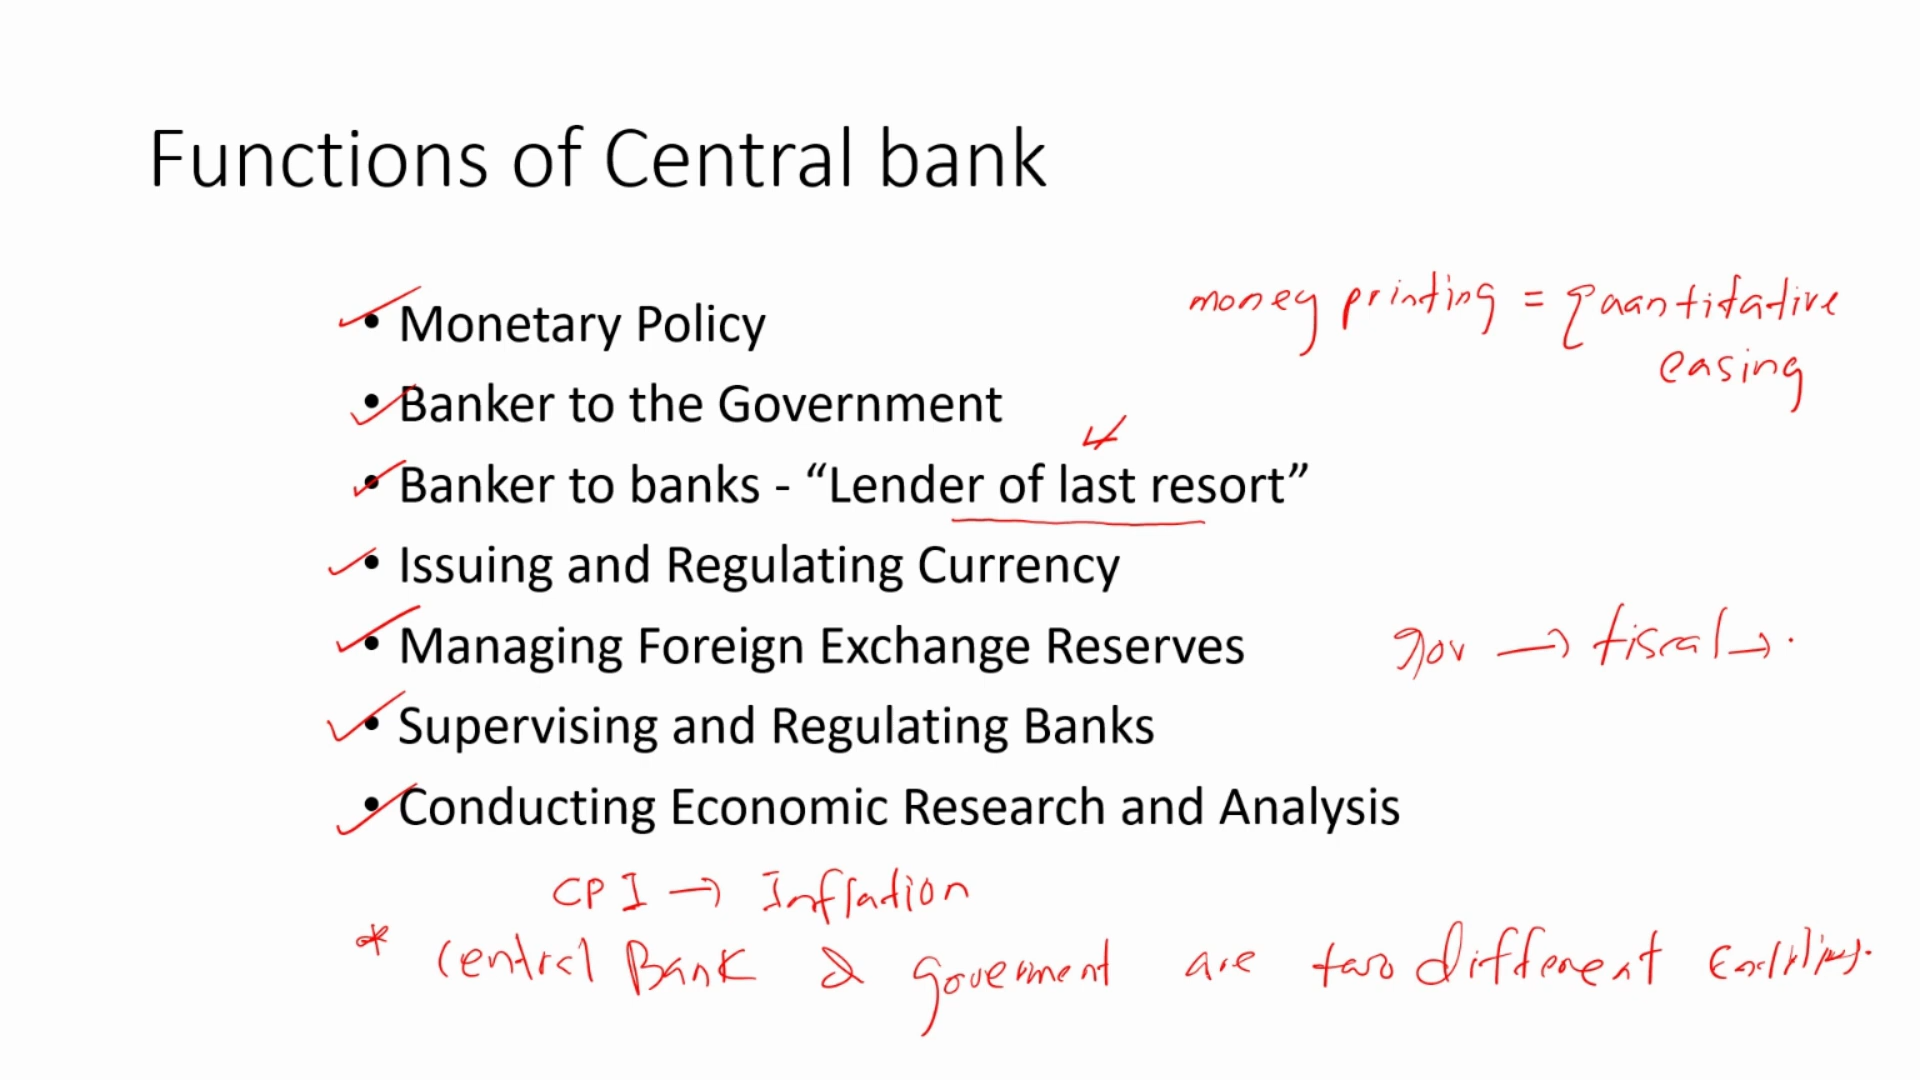 Functions of Central bank
money printing = quantitative
easing
• Monetary Policy
• Banker to the Government
• Banker to banks - “Lender of last resort”
• Issuing and Regulating Currency
• Managing Foreign Exchange Reserves
gov → fiscal →
• Supervising and Regulating Banks
• Conducting Economic Research and Analysis
CPI → Inflation
* Central Bank & government are two different